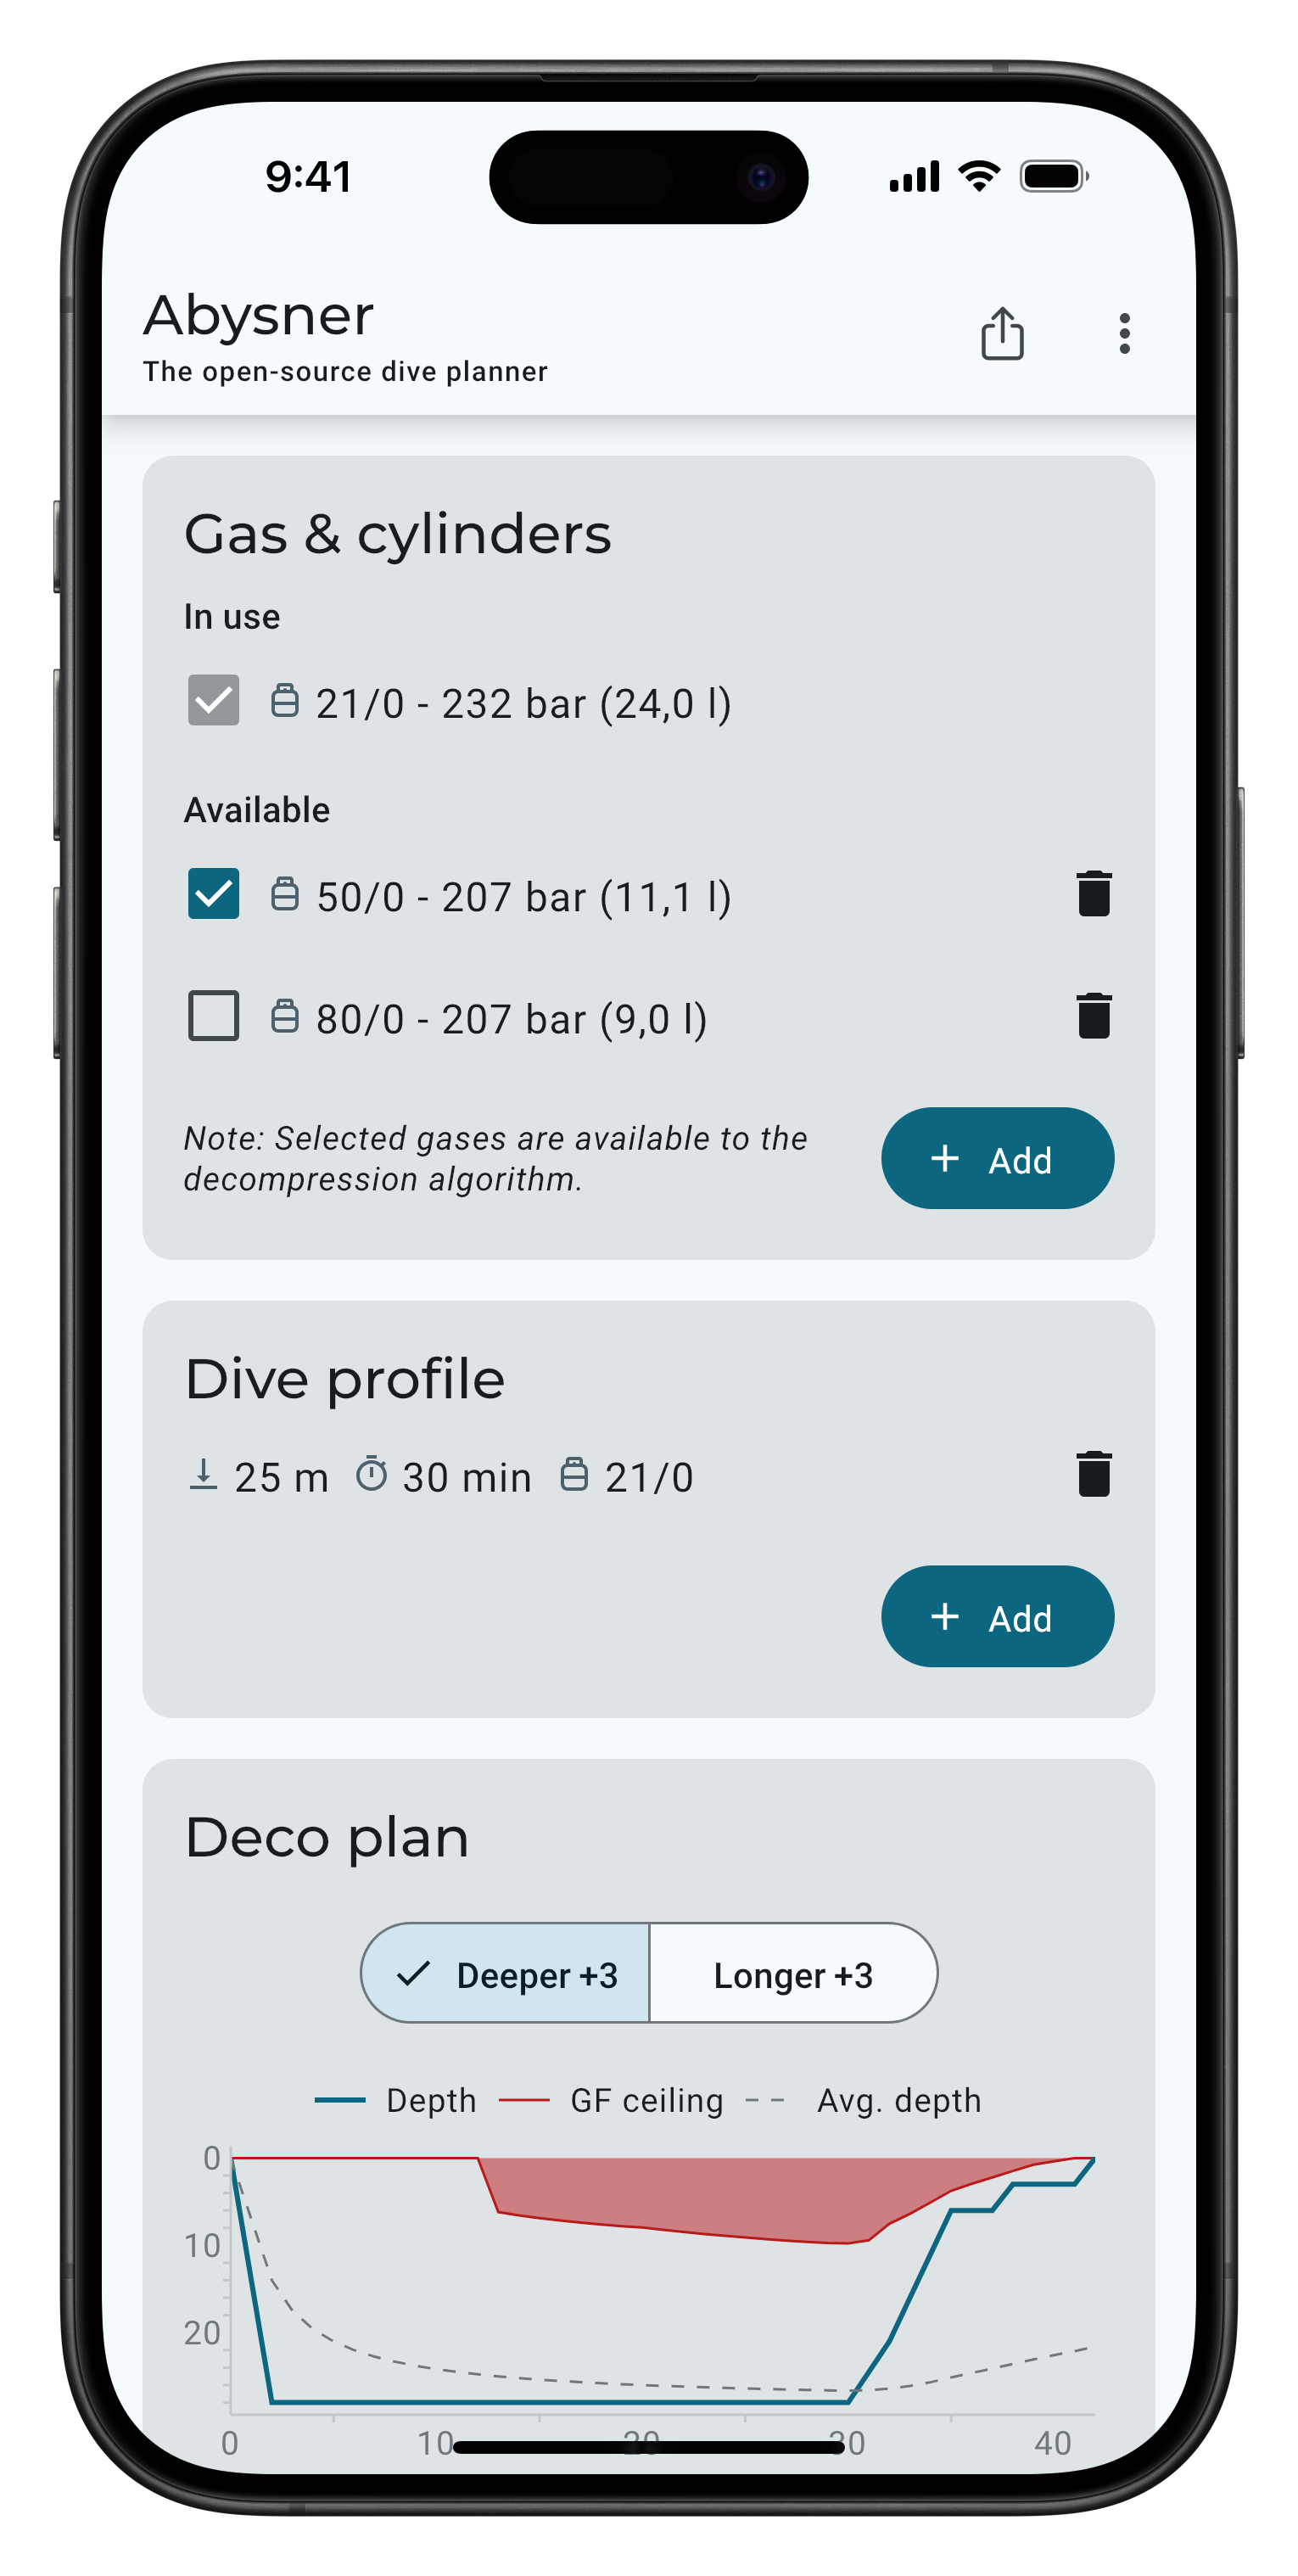 9:41
Abysner
The open-source dive planner
Gas & cylinders
In use
21/0 - 232 bar (24,0 l)
Available
50/0 - 207 bar (11,1 l)
80/0 - 207 bar (9,0 l)
Note: Selected gases are available to the
decompression algorithm.
+ Add
Dive profile
25 m 30 min 21/0
+ Add
Deco plan
Deeper +3 Longer +3
Depth GF ceiling Avg. depth
0
10
20
0 10 20 30 40